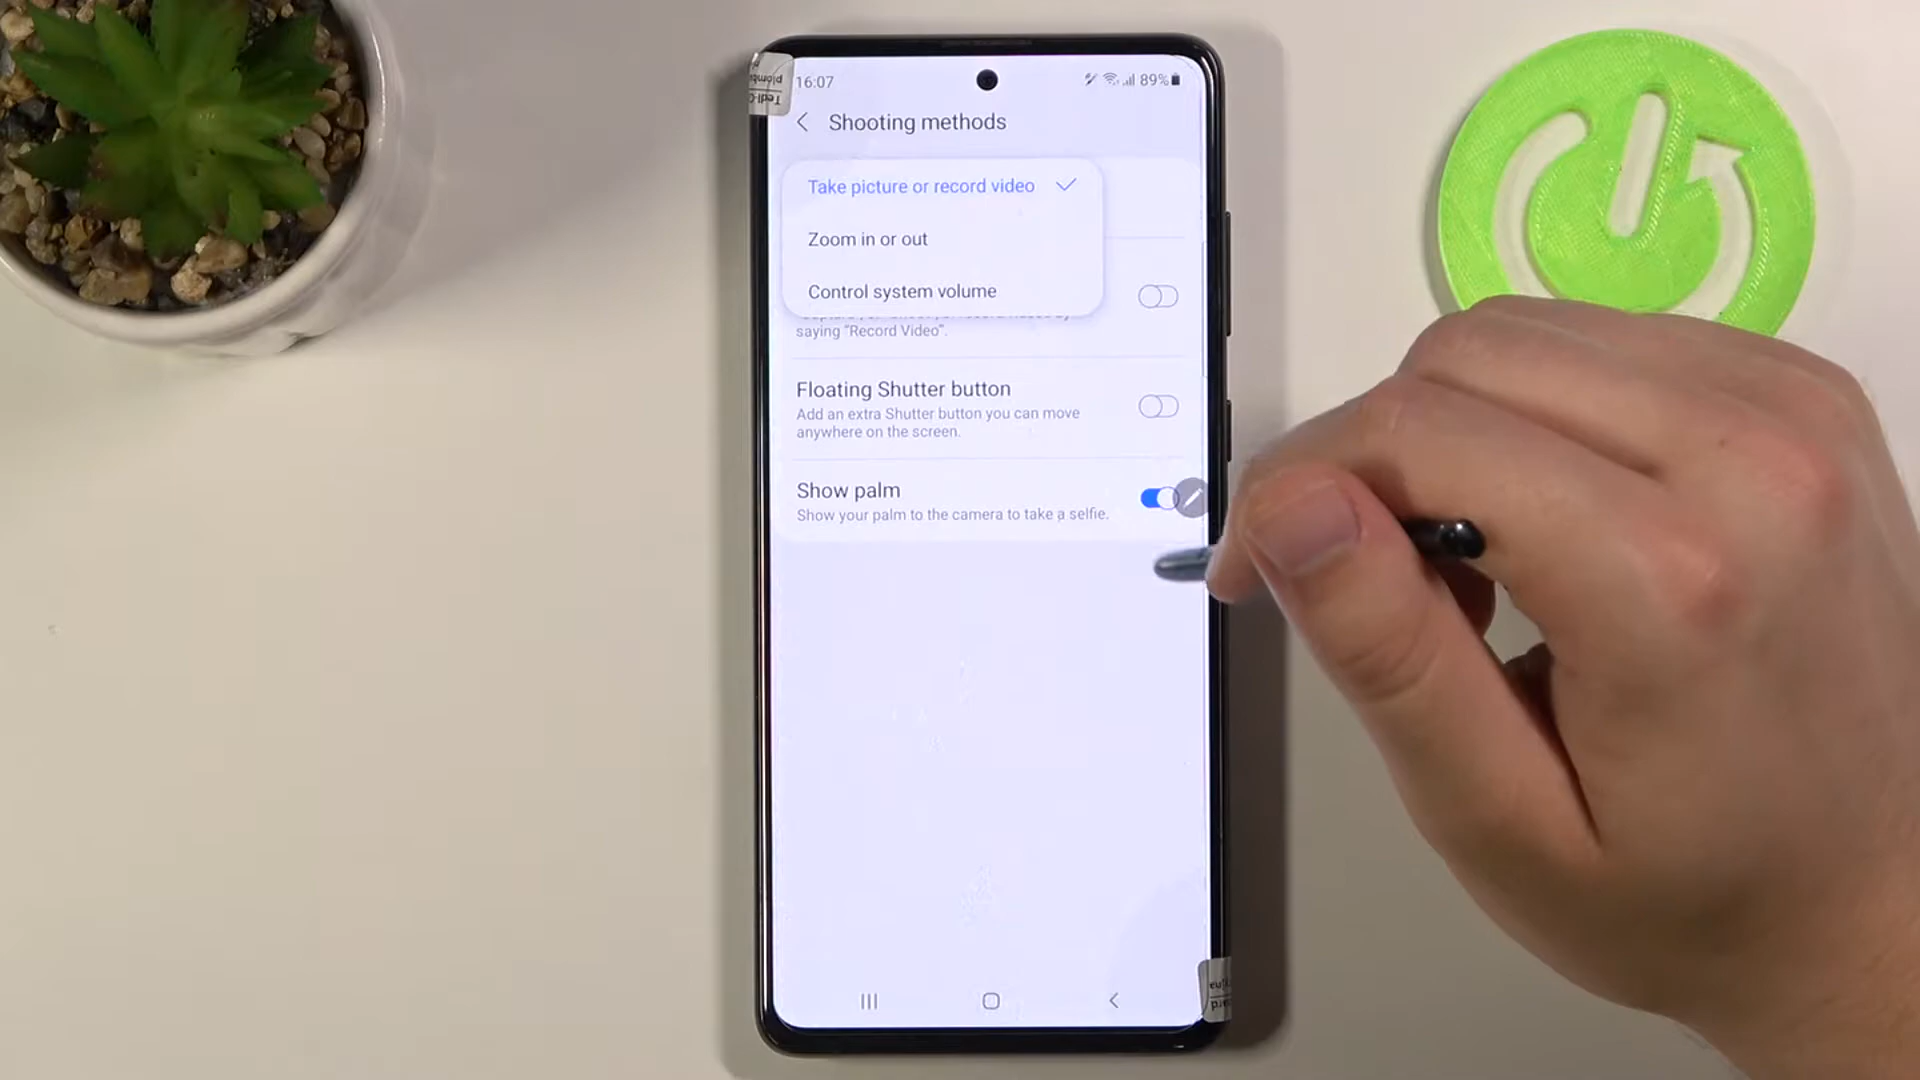 16:07
89%
Shooting methods
Take picture or record video
Zoom in or out
Control system volume
saying "Record Video".
Floating Shutter button
Add an extra Shutter button you can move
anywhere on the screen.
Show palm
Show your palm to the camera to take a selfie.